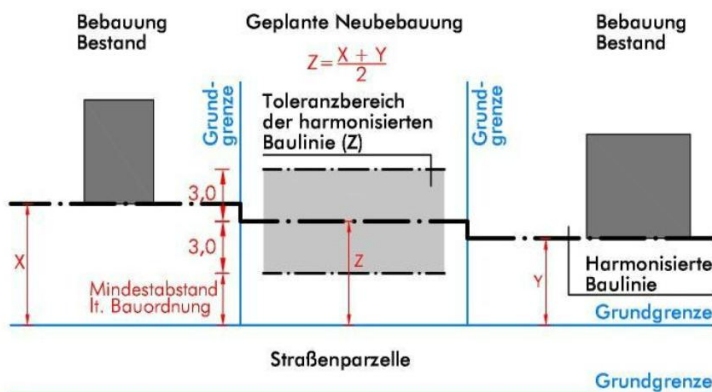 Bebauung
Bestand
Geplante Neubebauung
Bebauung
Bestand
Z = X + Y
2
Grund-
grenze
Toleranzbereich
der harmonisierten
Baulinie (Z)
Grund-
grenze
3,0
3,0
X
Z
Y
Mindestabstand
lt. Bauordnung
Harmonisierte
Baulinie
Grundgrenze
Straßenparzelle
Grundgrenze